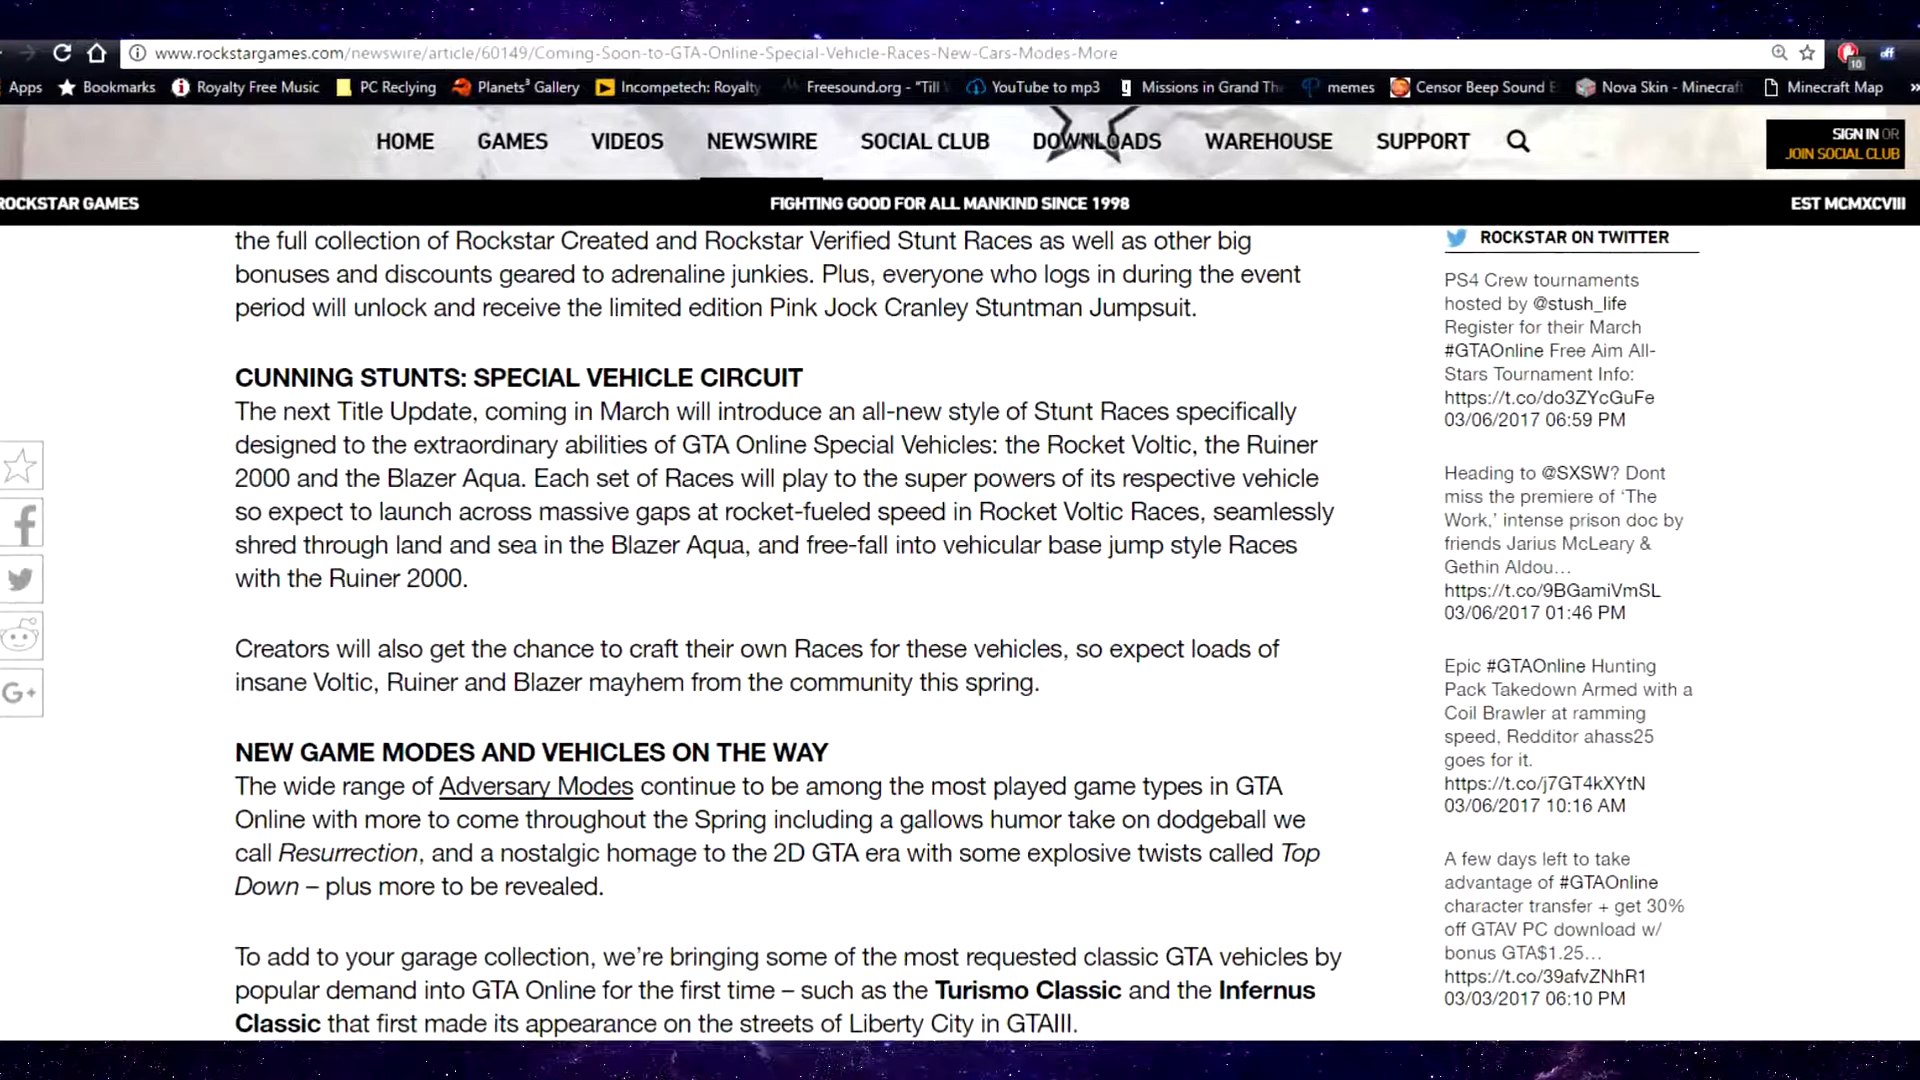 www.rockstargames.com/newswire/article/60149/Coming-Soon-to-GTA-Online-Special-Vehicle-Races-New-Cars-Modes-More
10
off
Apps Bookmarks Royalty Free Music PC Reclying Planets³ Gallery Incompetech: Royalty Freesound.org - "Till YouTube to mp3 Missions in Grand Th memes Censor Beep Sound E Nova Skin - Minecraf Minecraft Map »
HOME GAMES VIDEOS NEWSWIRE SOCIAL CLUB DOWNLOADS WAREHOUSE SUPPORT
SIGN IN OR
JOIN SOCIAL CLUB
ROCKSTAR GAMES FIGHTING GOOD FOR ALL MANKIND SINCE 1998 EST MCMXCVIII
the full collection of Rockstar Created and Rockstar Verified Stunt Races as well as other big
bonuses and discounts geared to adrenaline junkies. Plus, everyone who logs in during the event
period will unlock and receive the limited edition Pink Jock Cranley Stuntman Jumpsuit.
CUNNING STUNTS: SPECIAL VEHICLE CIRCUIT
The next Title Update, coming in March will introduce an all-new style of Stunt Races specifically
designed to the extraordinary abilities of GTA Online Special Vehicles: the Rocket Voltic, the Ruiner
2000 and the Blazer Aqua. Each set of Races will play to the super powers of its respective vehicle
so expect to launch across massive gaps at rocket-fueled speed in Rocket Voltic Races, seamlessly
shred through land and sea in the Blazer Aqua, and free-fall into vehicular base jump style Races
with the Ruiner 2000.
Creators will also get the chance to craft their own Races for these vehicles, so expect loads of
insane Voltic, Ruiner and Blazer mayhem from the community this spring.
NEW GAME MODES AND VEHICLES ON THE WAY
The wide range of Adversary Modes continue to be among the most played game types in GTA
Online with more to come throughout the Spring including a gallows humor take on dodgeball we
call Resurrection, and a nostalgic homage to the 2D GTA era with some explosive twists called Top
Down – plus more to be revealed.
To add to your garage collection, we're bringing some of the most requested classic GTA vehicles by
popular demand into GTA Online for the first time – such as the Turismo Classic and the Infernus
Classic that first made its appearance on the streets of Liberty City in GTAIII.
G+
ROCKSTAR ON TWITTER
PS4 Crew tournaments
hosted by @stush_life
Register for their March
#GTAOnline Free Aim All-
Stars Tournament Info:
https://t.co/do3ZYcGuFe
03/06/2017 06:59 PM
Heading to @SXSW? Dont
miss the premiere of ‘The
Work,’ intense prison doc by
friends Jarius McLeary &
Gethin Aldou…
https://t.co/9BGamiVmSL
03/06/2017 01:46 PM
Epic #GTAOnline Hunting
Pack Takedown Armed with a
Coil Brawler at ramming
speed, Redditor ahass25
goes for it.
https://t.co/j7GT4kXYtN
03/06/2017 10:16 AM
A few days left to take
advantage of #GTAOnline
character transfer + get 30%
off GTAV PC download w/
bonus GTA$1.25…
https://t.co/39afvZNhR1
03/03/2017 06:10 PM